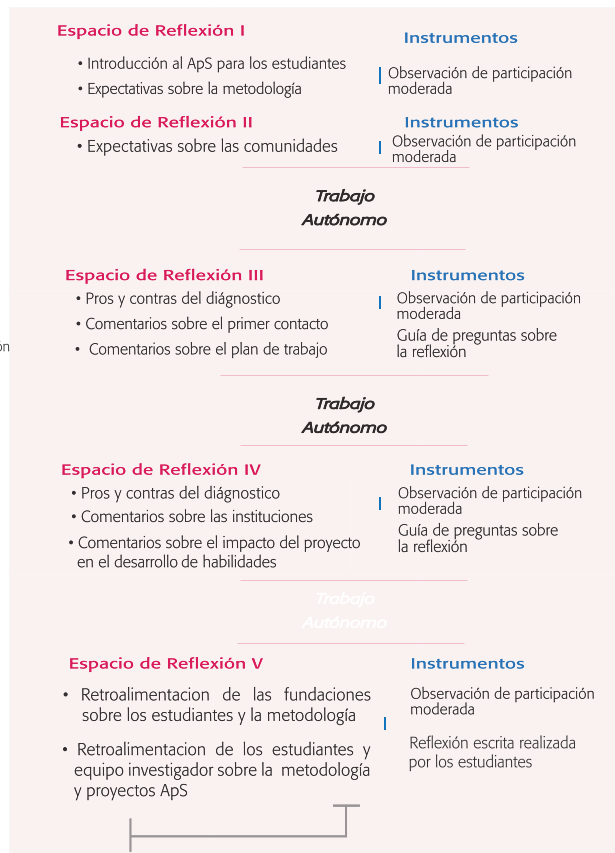 Espacio de Reflexión I
Instrumentos
• Introducción al ApS para los estudiantes
• Expectativas sobre la metodología
Observación de participación
moderada
Espacio de Reflexión II
Instrumentos
• Expectativas sobre las comunidades
Observación de participación
moderada
Trabajo
Autónomo
Espacio de Reflexión III
Instrumentos
• Pros y contras del diágnostico
• Comentarios sobre el primer contacto
• Comentarios sobre el plan de trabajo
Observación de participación
moderada
Guía de preguntas sobre
la reflexión
ón
Trabajo
Autónomo
Espacio de Reflexión IV
Instrumentos
• Pros y contras del diágnostico
• Comentarios sobre las instituciones
• Comentarios sobre el impacto del proyecto
en el desarrollo de habilidades
Observación de participación
moderada
Guía de preguntas sobre
la reflexión
Trabajo
Autónomo
Espacio de Reflexión V
Instrumentos
• Retroalimentacion de las fundaciones
sobre los estudiantes y la metodología
• Retroalimentacion de los estudiantes y
equipo investigador sobre la metodología
y proyectos ApS
Observación de participación
moderada
Reflexión escrita realizada
por los estudiantes